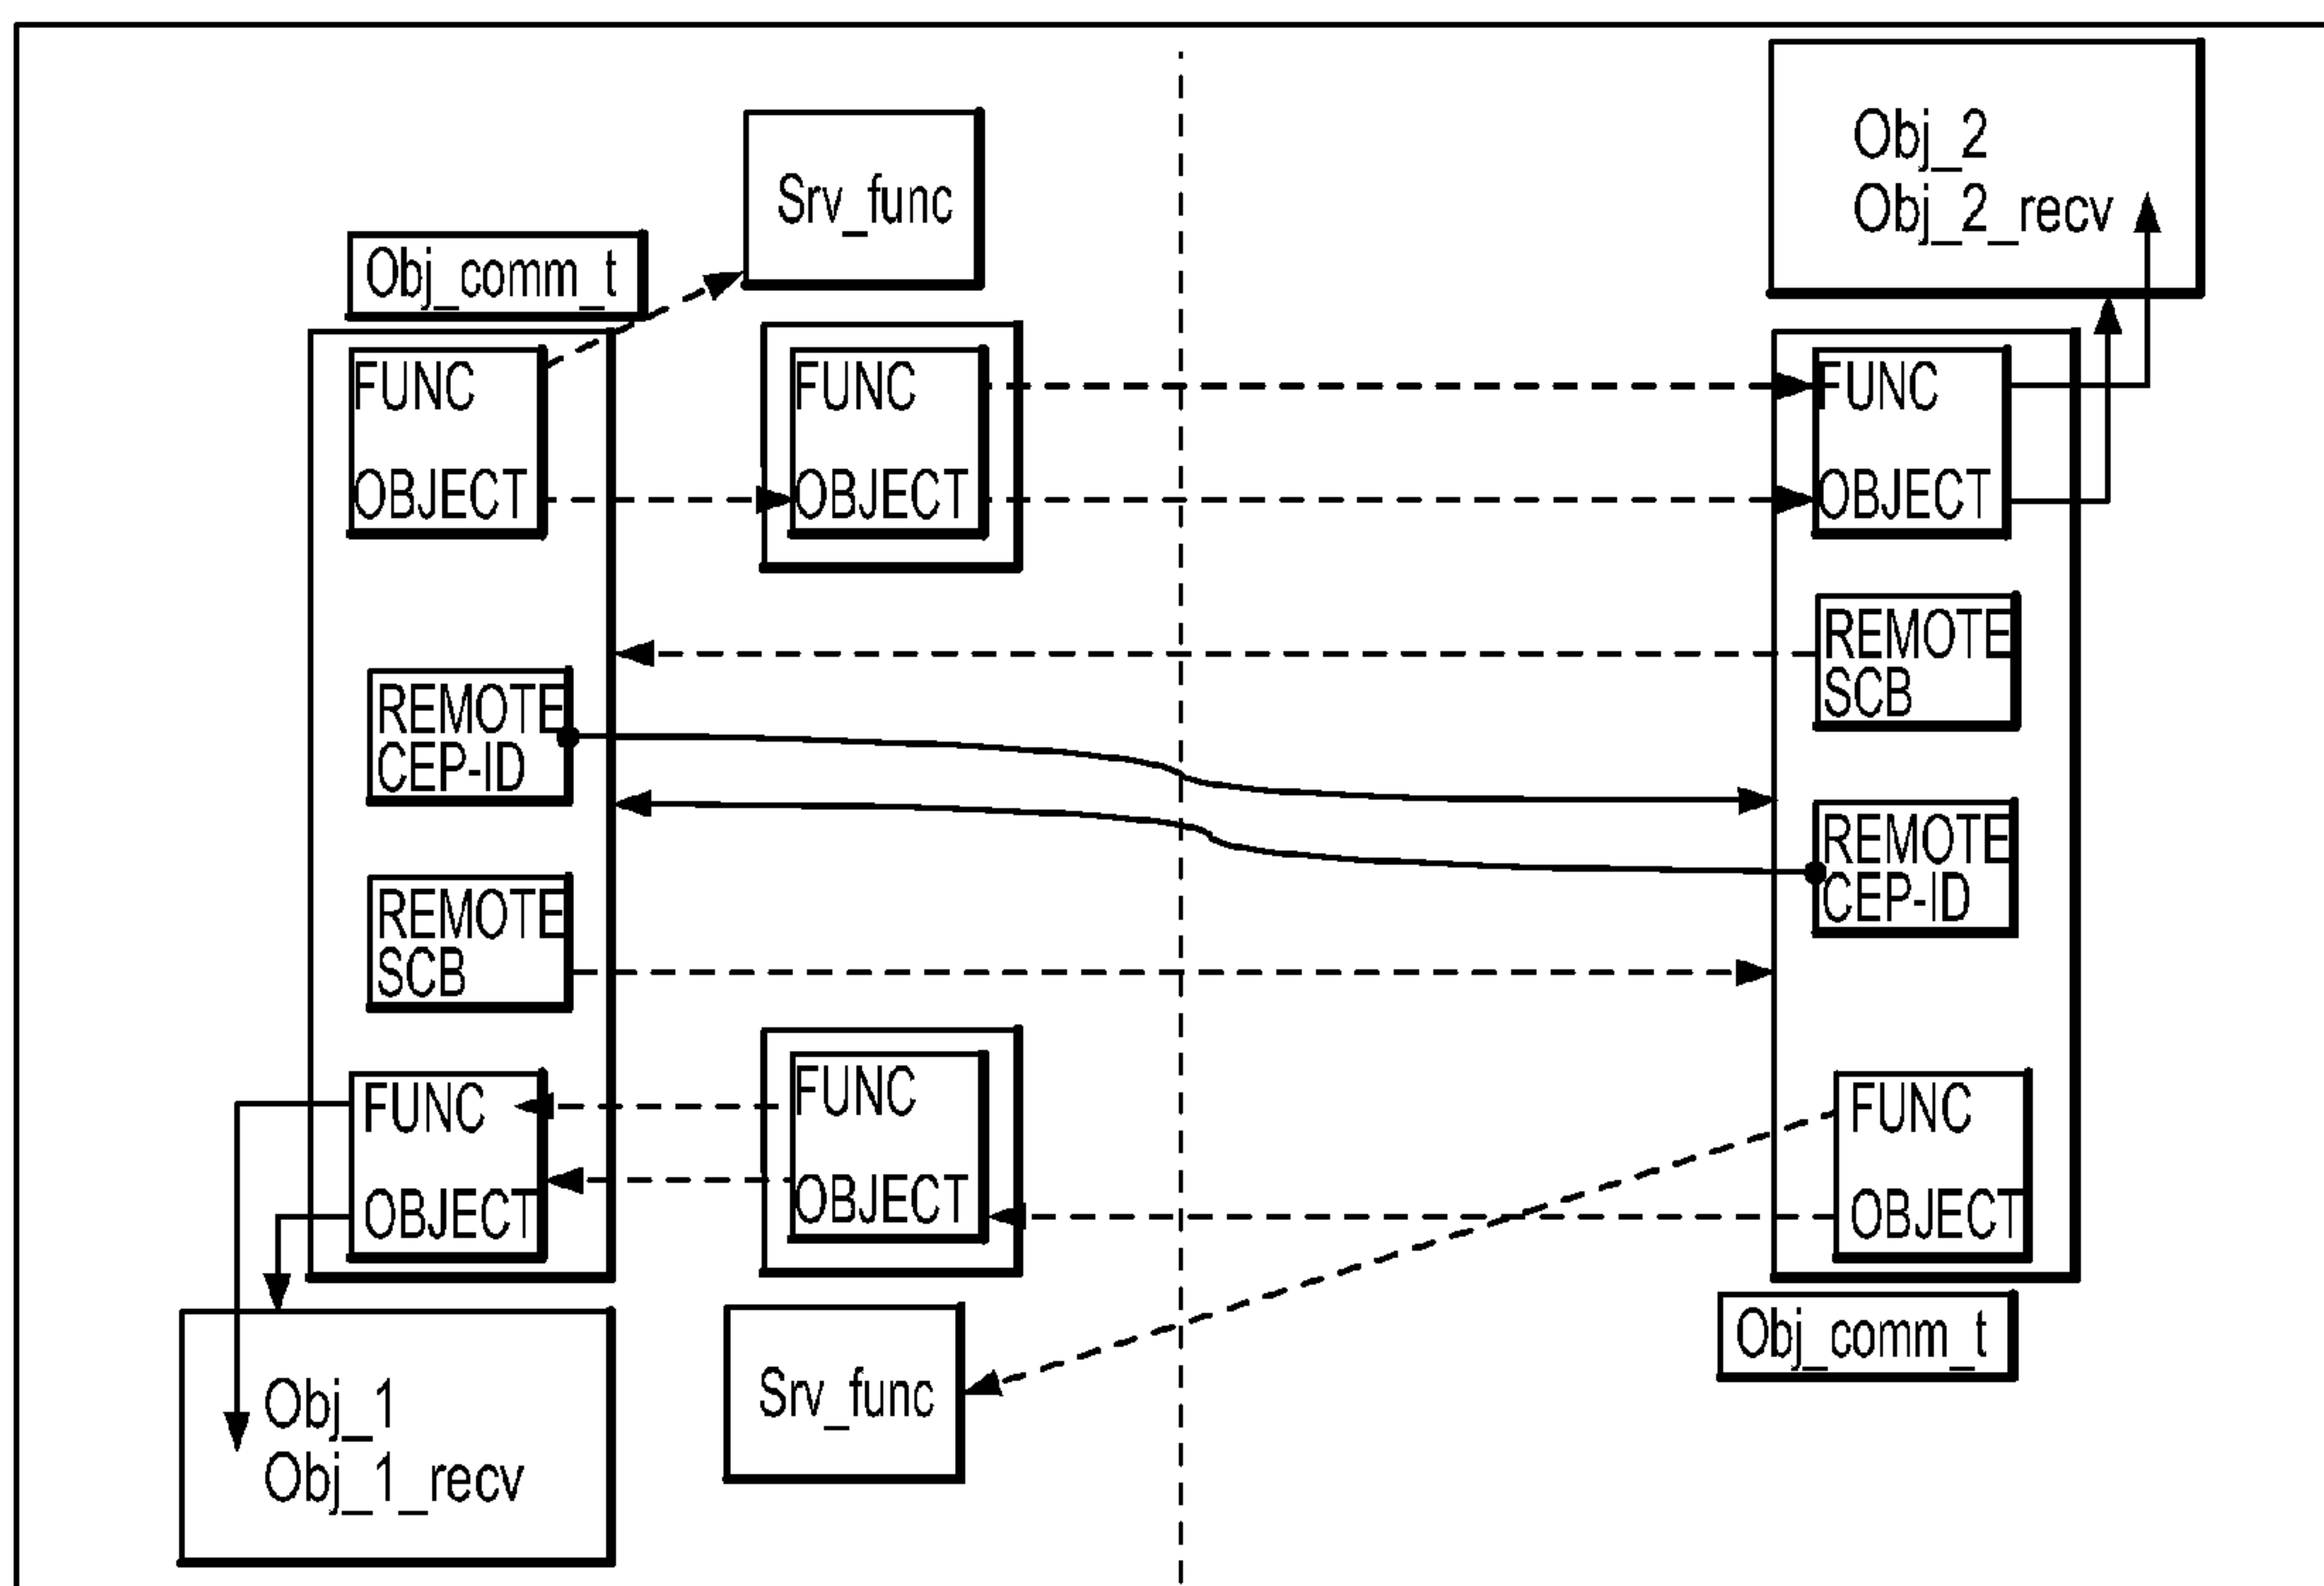 Obj_2
Obj_2_recv
Srv_func
Obj_comm_t
FUNC
OBJECT
FUNC
OBJECT
FUNC
OBJECT
REMOTE
SCB
REMOTE
CEP-ID
REMOTE
CEP-ID
REMOTE
SCB
FUNC
OBJECT
FUNC
OBJECT
FUNC
OBJECT
Obj_comm_t
Obj_1
Obj_1_recv
Srv_func